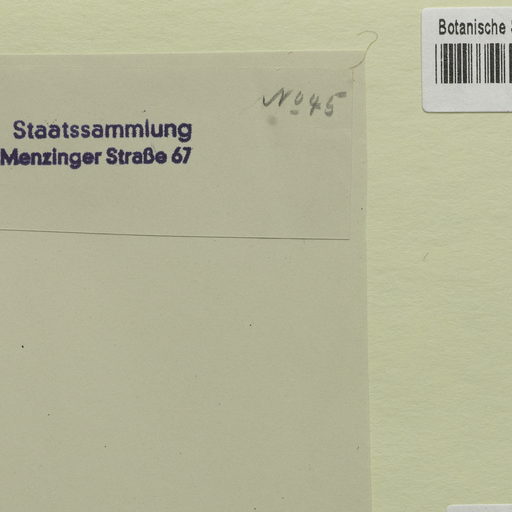 Botanische
Nº 45
Staatssammlung
Menzinger Straße 67